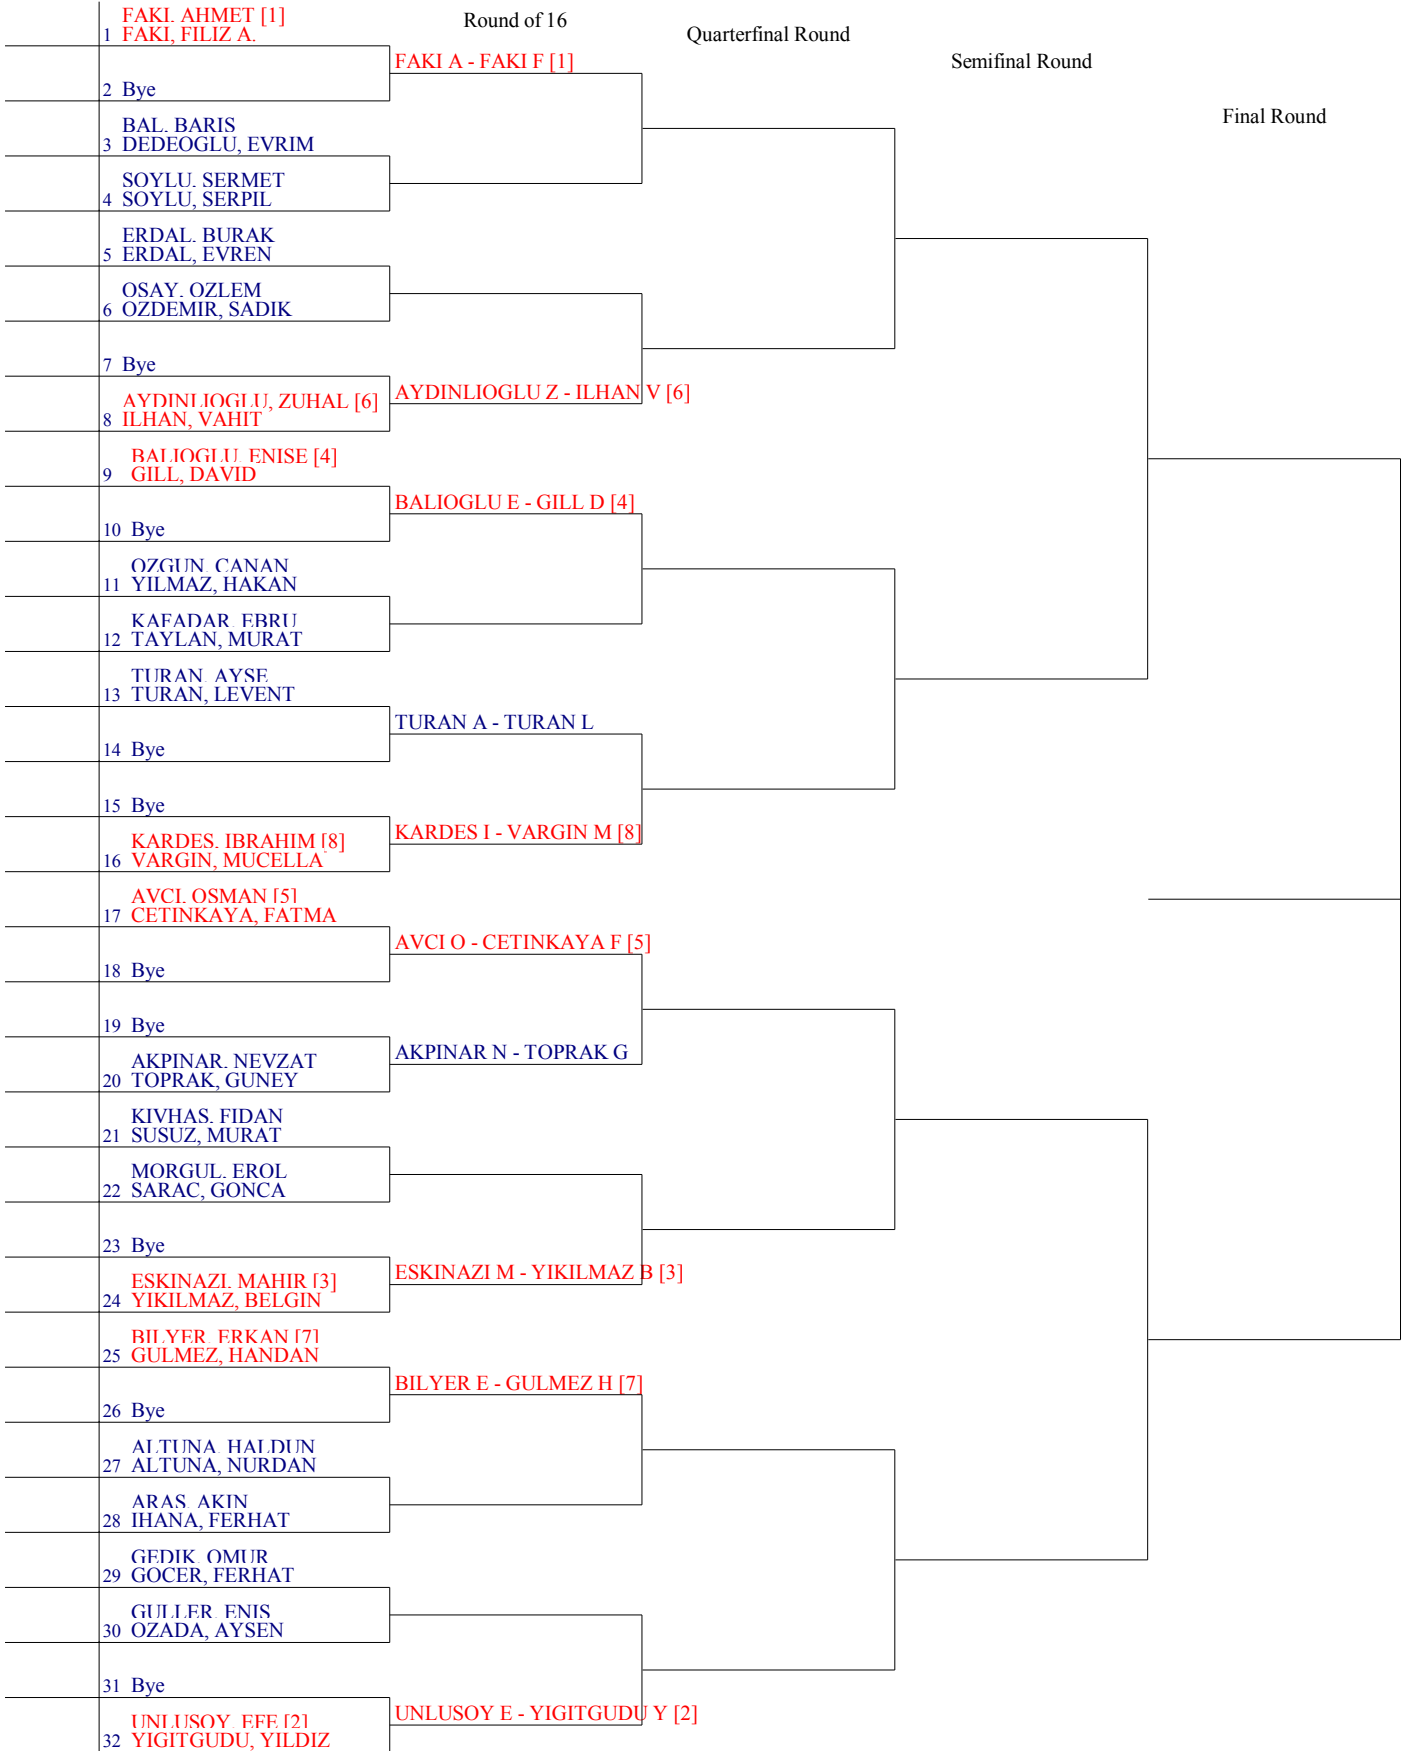 FAKI, AHMET [1]
1 FAKI, FILIZ A.
Round of 16
Quarterfinal Round
Semifinal Round
Final Round
FAKI A - FAKI F [1]
2 Bye
BAL, BARIS
3 DEDEOGLU, EVRIM
SOYLU, SERMET
4 SOYLU, SERPIL
ERDAL, BURAK
5 ERDAL, EVREN
OSAY, OZLEM
6 OZDEMIR, SADIK
7 Bye
AYDINLIOGLU Z - ILHAN V [6]
AYDINLIOGLU, ZUHAL [6]
8 ILHAN, VAHIT
BALIOGLU, ENISE [4]
9 GILL, DAVID
BALIOGLU E - GILL D [4]
10 Bye
OZGUN, CANAN
11 YILMAZ, HAKAN
KAFADAR, EBRU
12 TAYLAN, MURAT
TURAN, AYSE
13 TURAN, LEVENT
TURAN A - TURAN L
14 Bye
15 Bye
KARDES I - VARGIN M [8]
KARDES, IBRAHIM [8]
16 VARGIN, MUCELLA
AVCI, OSMAN [5]
17 CETINKAYA, FATMA
AVCI O - CETINKAYA F [5]
18 Bye
19 Bye
AKPINAR N - TOPRAK G
AKPINAR, NEVZAT
20 TOPRAK, GUNEY
KIVHAS, FIDAN
21 SUSUZ, MURAT
MORGUL, EROL
22 SARAC, GONCA
23 Bye
ESKINAZI M - YIKILMAZ B [3]
ESKINAZI, MAHIR [3]
24 YIKILMAZ, BELGIN
BILYER, ERKAN [7]
25 GULMEZ, HANDAN
BILYER E - GULMEZ H [7]
26 Bye
ALTUNA, HALDUN
27 ALTUNA, NURDAN
ARAS, AKIN
28 IHANA, FERHAT
GEDIK, OMUR
29 GOCER, FERHAT
GULLER, ENIS
30 OZADA, AYSEN
31 Bye
UNLUSOY E - YIGITGUDU Y [2]
UNLUSOY, EFE [2]
32 YIGITGUDU, YILDIZ